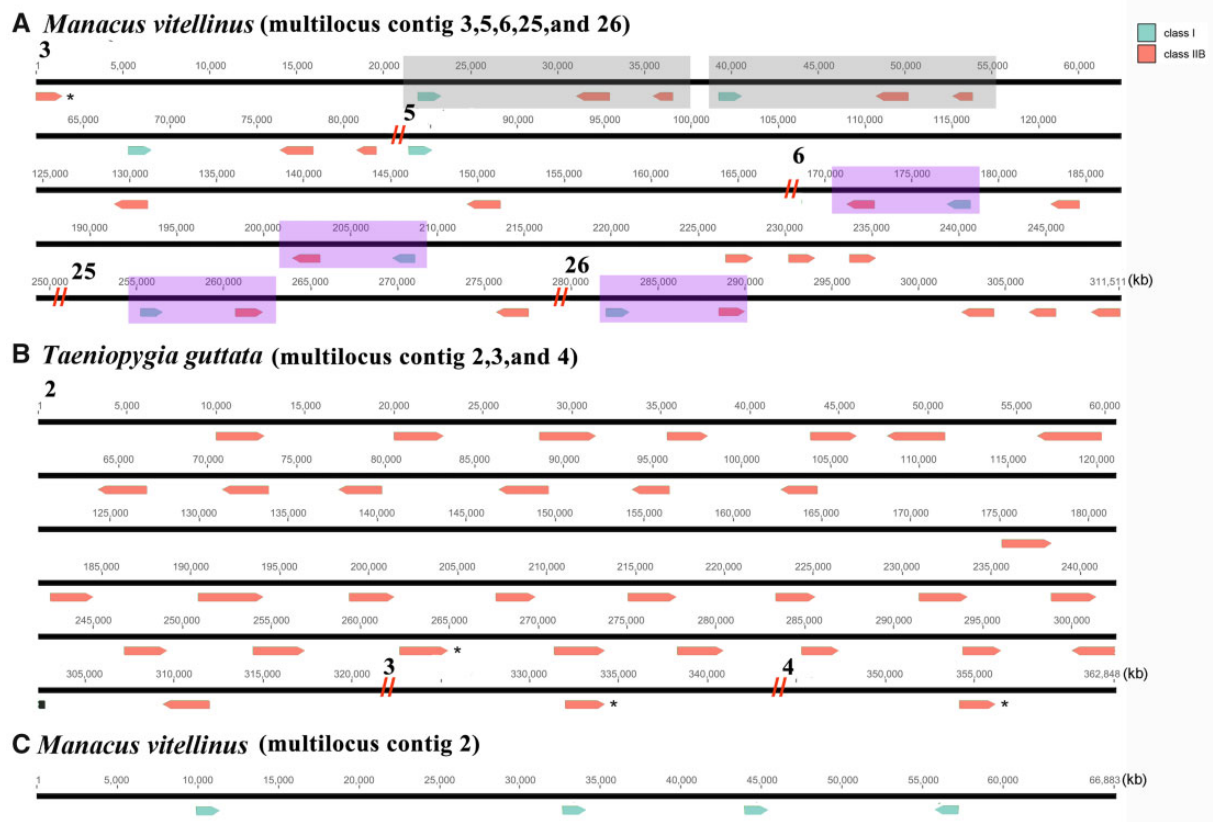 A Manacus vitellinus (multilocus contig 3,5,6,25,and 26)
class I
class IIB
3
1 5,000 10,000 15,000 20,000 25,000 30,000 35,000 40,000 45,000 50,000 55,000 60,000
*
5
65,000 70,000 75,000 80,000 90,000 95,000 100,000 105,000 110,000 115,000 120,000
6
125,000 130,000 135,000 140,000 145,000 150,000 155,000 160,000 165,000 170,000 175,000 180,000 185,000
190,000 195,000 200,000 205,000 210,000 215,000 220,000 225,000 230,000 235,000 240,000 245,000
25 26
250,000 255,000 260,000 265,000 270,000 275,000 280,000 285,000 290,000 295,000 300,000 305,000 311,511 (kb)
B Taeniopygia guttata (multilocus contig 2,3,and 4)
2
1 5,000 10,000 15,000 20,000 25,000 30,000 35,000 40,000 45,000 50,000 55,000 60,000
65,000 70,000 75,000 80,000 85,000 90,000 95,000 100,000 105,000 110,000 115,000 120,000
125,000 130,000 135,000 140,000 145,000 150,000 155,000 160,000 165,000 170,000 175,000 180,000
185,000 190,000 195,000 200,000 205,000 210,000 215,000 220,000 225,000 230,000 235,000 240,000
245,000 250,000 255,000 260,000 265,000 270,000 275,000 280,000 285,000 290,000 295,000 300,000
*
3 4
305,000 310,000 315,000 320,000 330,000 335,000 340,000 350,000 355,000 362,848 (kb)
* *
C Manacus vitellinus (multilocus contig 2)
1 5,000 10,000 15,000 20,000 25,000 30,000 35,000 40,000 45,000 50,000 55,000 60,000 66,883 (kb)